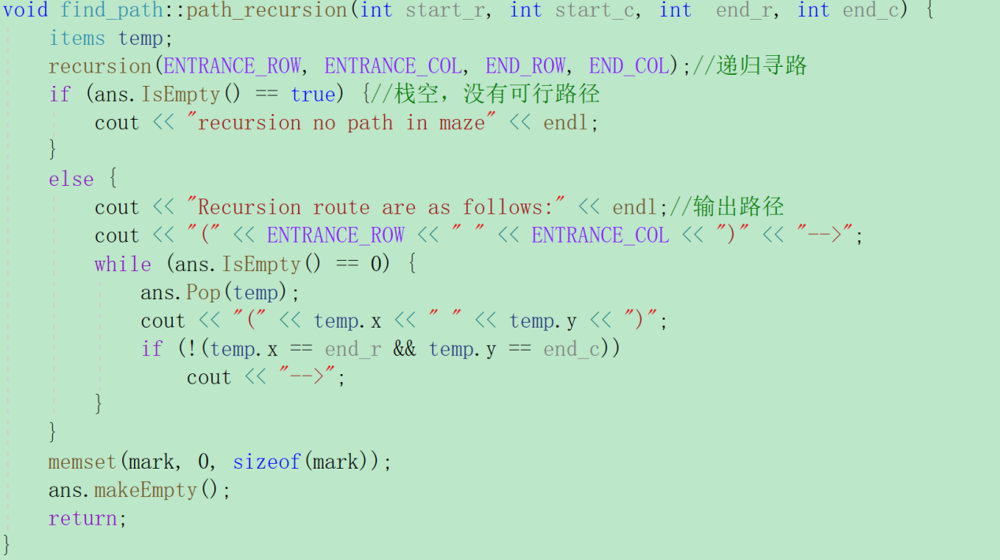 void find_path::path_recursion(int start_r, int start_c, int  end_r, int end_c) {
    items temp;
    recursion(ENTRANCE_ROW, ENTRANCE_COL, END_ROW, END_COL);//递归寻路
    if (ans.IsEmpty() == true) {//栈空，没有可行路径
        cout << "recursion no path in maze" << endl;
    }
    else {
        cout << "Recursion route are as follows:" << endl;//输出路径
        cout << "(" << ENTRANCE_ROW << " " << ENTRANCE_COL << ")" << "-->";
        while (ans.IsEmpty() == 0) {
            ans.Pop(temp);
            cout << "(" << temp.x << " " << temp.y << ")";
            if (!(temp.x == end_r && temp.y == end_c))
                cout << "-->";
        }
    }
    memset(mark, 0, sizeof(mark));
    ans.makeEmpty();
    return;
}